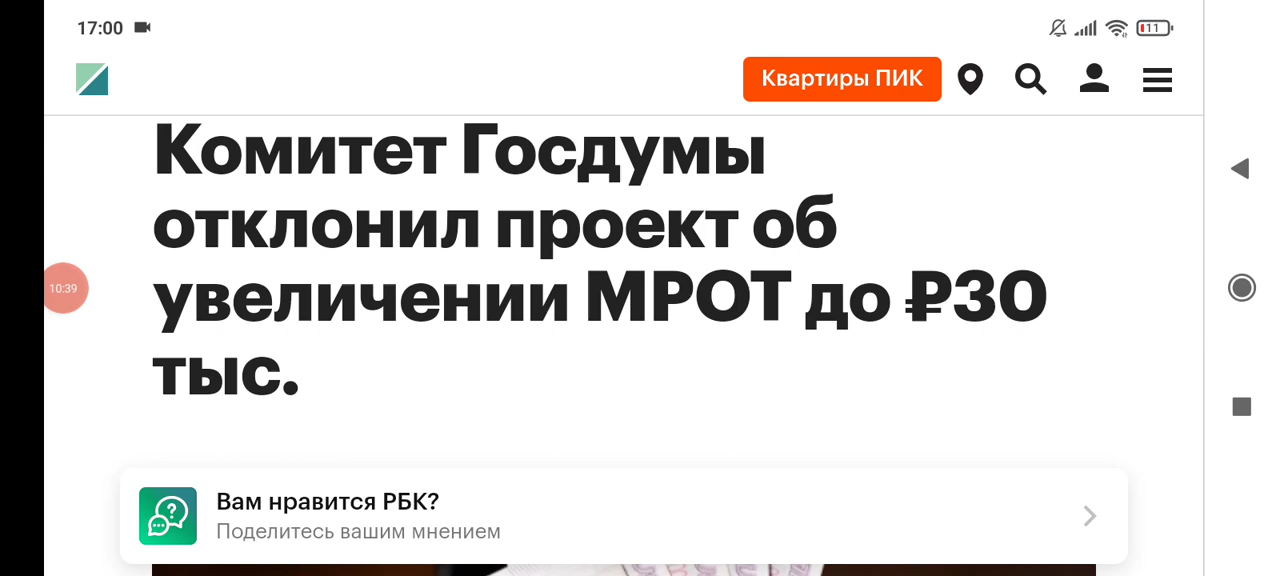 17:00
11
Квартиры ПИК
Комитет Госдумы
отклонил проект об
увеличении МРОТ до ₽30
тыс.
10:39
Вам нравится РБК?
Поделитесь вашим мнением